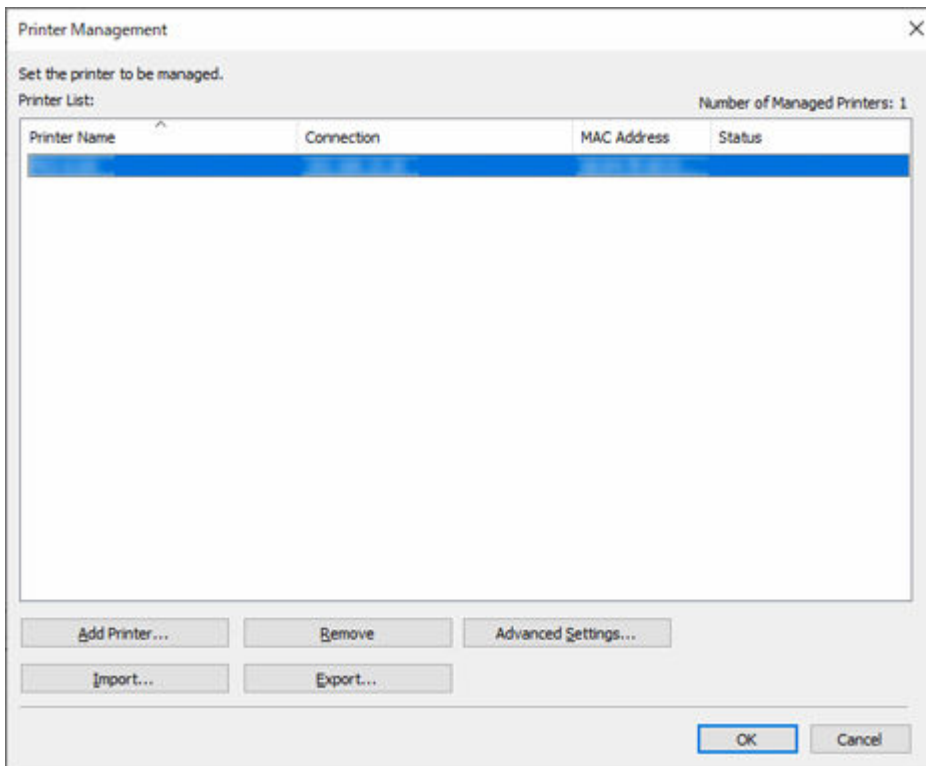 Printer Management
Set the printer to be managed.
Printer List:
Number of Managed Printers: 1
Printer Name Connection MAC Address Status
Add Printer... Remove Advanced Settings...
Import... Export...
OK Cancel